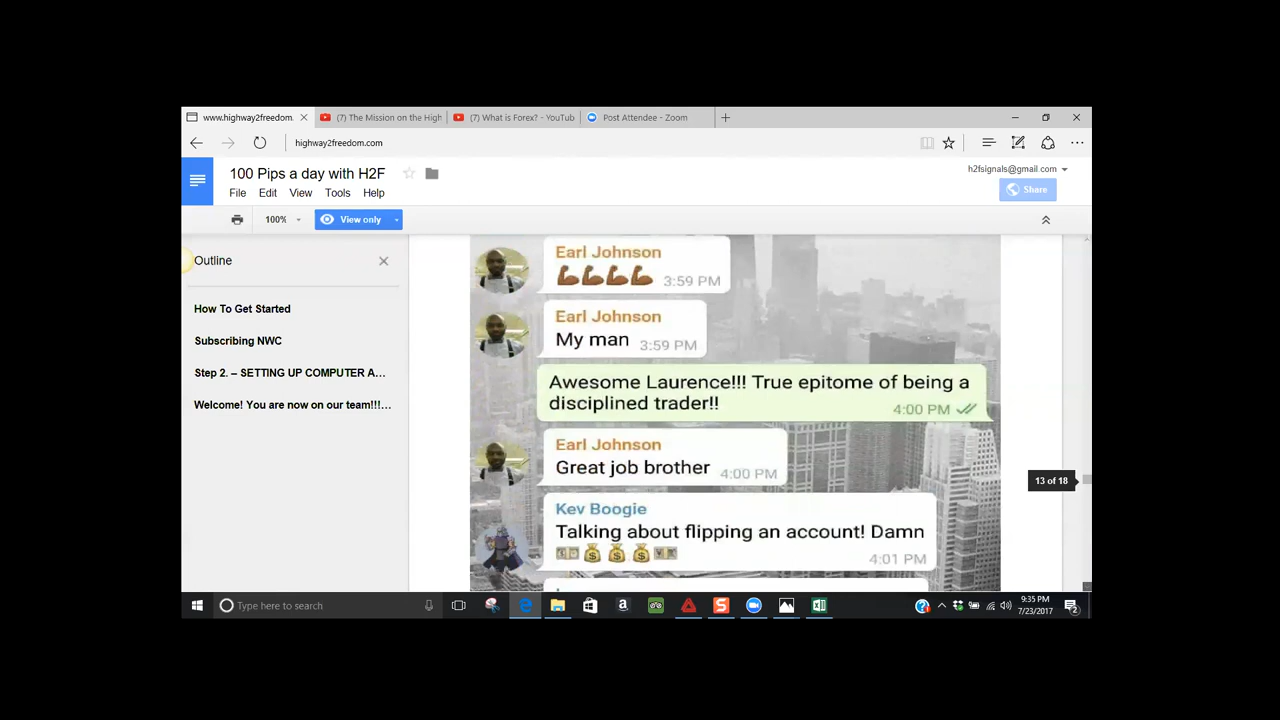 www.highway2freedom.
(7) The Mission on the High
(7) What is Forex? - YouTub
Post Attendee - Zoom
highway2freedom.com
100 Pips a day with H2F
h2fsignals@gmail.com
File Edit View Tools Help
Share
100%
View only
Outline
How To Get Started
Subscribing NWC
Step 2. – SETTING UP COMPUTER A...
Welcome! You are now on our team!!!...
Earl Johnson
💪🏾💪🏾💪🏾💪🏾 3:59 PM
Earl Johnson
My man 3:59 PM
Awesome Laurence!!! True epitome of being a
disciplined trader!!
4:00 PM
Earl Johnson
Great job brother 4:00 PM
13 of 18
Kev Boogie
Talking about flipping an account! Damn
💵💰💰💰💵
4:01 PM
Type here to search
9:35 PM
7/23/2017